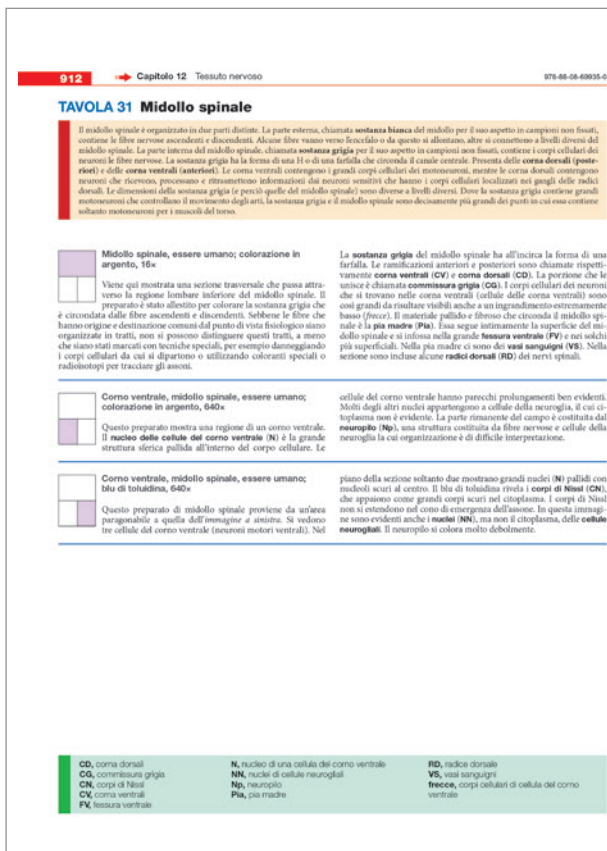 912 Capitolo 12 Tessuto nervoso 978-88-08-69935-0
TAVOLA 31 Midollo spinale
Il midollo spinale è organizzato in due parti distinte. La parte esterna, chiamata sostanza bianca del midollo per il suo aspetto in campioni non fissati,
contiene le fibre nervose ascendenti e discendenti. Alcune fibre vanno verso l'encefalo o da questo si allontano, altre si connettono a livelli diversi del
midollo spinale. La parte interna del midollo spinale, chiamata sostanza grigia per il suo aspetto in campioni non fissati, contiene i corpi cellulari dei
neuroni le fibre nervose. La sostanza grigia ha la forma di una H o di una farfalla che circonda il canale centrale. Presenta delle corna dorsali (poste-
riori) e delle corna ventrali (anteriori). Le corna ventrali contengono i grandi corpi cellulari dei motoneuroni, mentre le corna dorsali contengono
neuroni che ricevono, processano e ritrasmettono informazioni dai neuroni sensitivi che hanno i corpi cellulari localizzati nei gangli delle radici
dorsali. Le dimensioni della sostanza grigia (e perciò quelle del midollo spinale) sono diverse a livelli diversi. Dove la sostanza grigia contiene grandi
motoneuroni che controllano il movimento degli arti, la sostanza grigia e il midollo spinale sono decisamente più grandi dei punti in cui essa contiene
soltanto motoneuroni per i muscoli del torso.
Midollo spinale, essere umano; colorazione in
argento, 16×
Viene qui mostrata una sezione trasversale che passa attra-
verso la regione lombare inferiore del midollo spinale. Il
preparato è stato allestito per colorare la sostanza grigia che
è circondata dalle fibre ascendenti e discendenti. Sebbene le fibre che
hanno origine e destinazione comuni dal punto di vista fisiologico siano
organizzate in tratti, non si possono distinguere questi tratti, a meno
che siano stati marcati con tecniche speciali, per esempio danneggiando
i corpi cellulari da cui si dipartono o utilizzando coloranti speciali o
radioisotopi per tracciare gli assoni.
La sostanza grigia del midollo spinale ha all'incirca la forma di una
farfalla. Le ramificazioni anteriori e posteriori sono chiamate rispetti-
vamente corna ventrali (CV) e corna dorsali (CD). La porzione che le
unisce è chiamata commissura grigia (CG). I corpi cellulari dei neuroni
che si trovano nelle corna ventrali (cellule delle corna ventrali) sono
così grandi da risultare visibili anche a un ingrandimento estremamente
basso (frecce). Il materiale pallido e fibroso che circonda il midollo spi-
nale è la pia madre (Pia). Essa segue intimamente la superficie del mi-
dollo spinale e si infossa nella grande fessura ventrale (FV) e nei solchi
più superficiali. Nella pia madre ci sono dei vasi sanguigni (VS). Nella
sezione sono incluse alcune radici dorsali (RD) dei nervi spinali.
Corno ventrale, midollo spinale, essere umano;
colorazione in argento, 640×
Questo preparato mostra una regione di un corno ventrale.
Il nucleo delle cellule del corno ventrale (N) è la grande
struttura sferica pallida all'interno del corpo cellulare. Le
cellule del corno ventrale hanno parecchi prolungamenti ben evidenti.
Molti degli altri nuclei appartengono a cellule della neuroglia, il cui ci-
toplasma non è evidente. La parte rimanente del campo è costituita dal
neuropilo (Np), una struttura costituita da fibre nervose e cellule della
neuroglia la cui organizzazione è di difficile interpretazione.
Corno ventrale, midollo spinale, essere umano;
blu di toluidina, 640×
Questo preparato di midollo spinale proviene da un'area
paragonabile a quella dell'immagine a sinistra. Si vedono
tre cellule del corno ventrale (neuroni motori ventrali). Nel
piano della sezione soltanto due mostrano grandi nuclei (N) pallidi con
nucleoli scuri al centro. Il blu di toluidina rivela i corpi di Nissl (CN),
che appaiono come grandi corpi scuri nel citoplasma. I corpi di Nissl
non si estendono nel cono di emergenza dell'assone. In questa immagi-
ne sono evidenti anche i nuclei (NN), ma non il citoplasma, delle cellule
neurogliali. Il neuropilo si colora molto debolmente.
CD, corna dorsali
CG, commissura grigia
CN, corpi di Nissl
CV, corna ventrali
FV, fessura ventrale
N, nucleo di una cellula del corno ventrale
NN, nuclei di cellule neurogliali
Np, neuropilo
Pia, pia madre
RD, radice dorsale
VS, vasi sanguigni
frecce, corpi cellulari di cellula del corno
ventrale